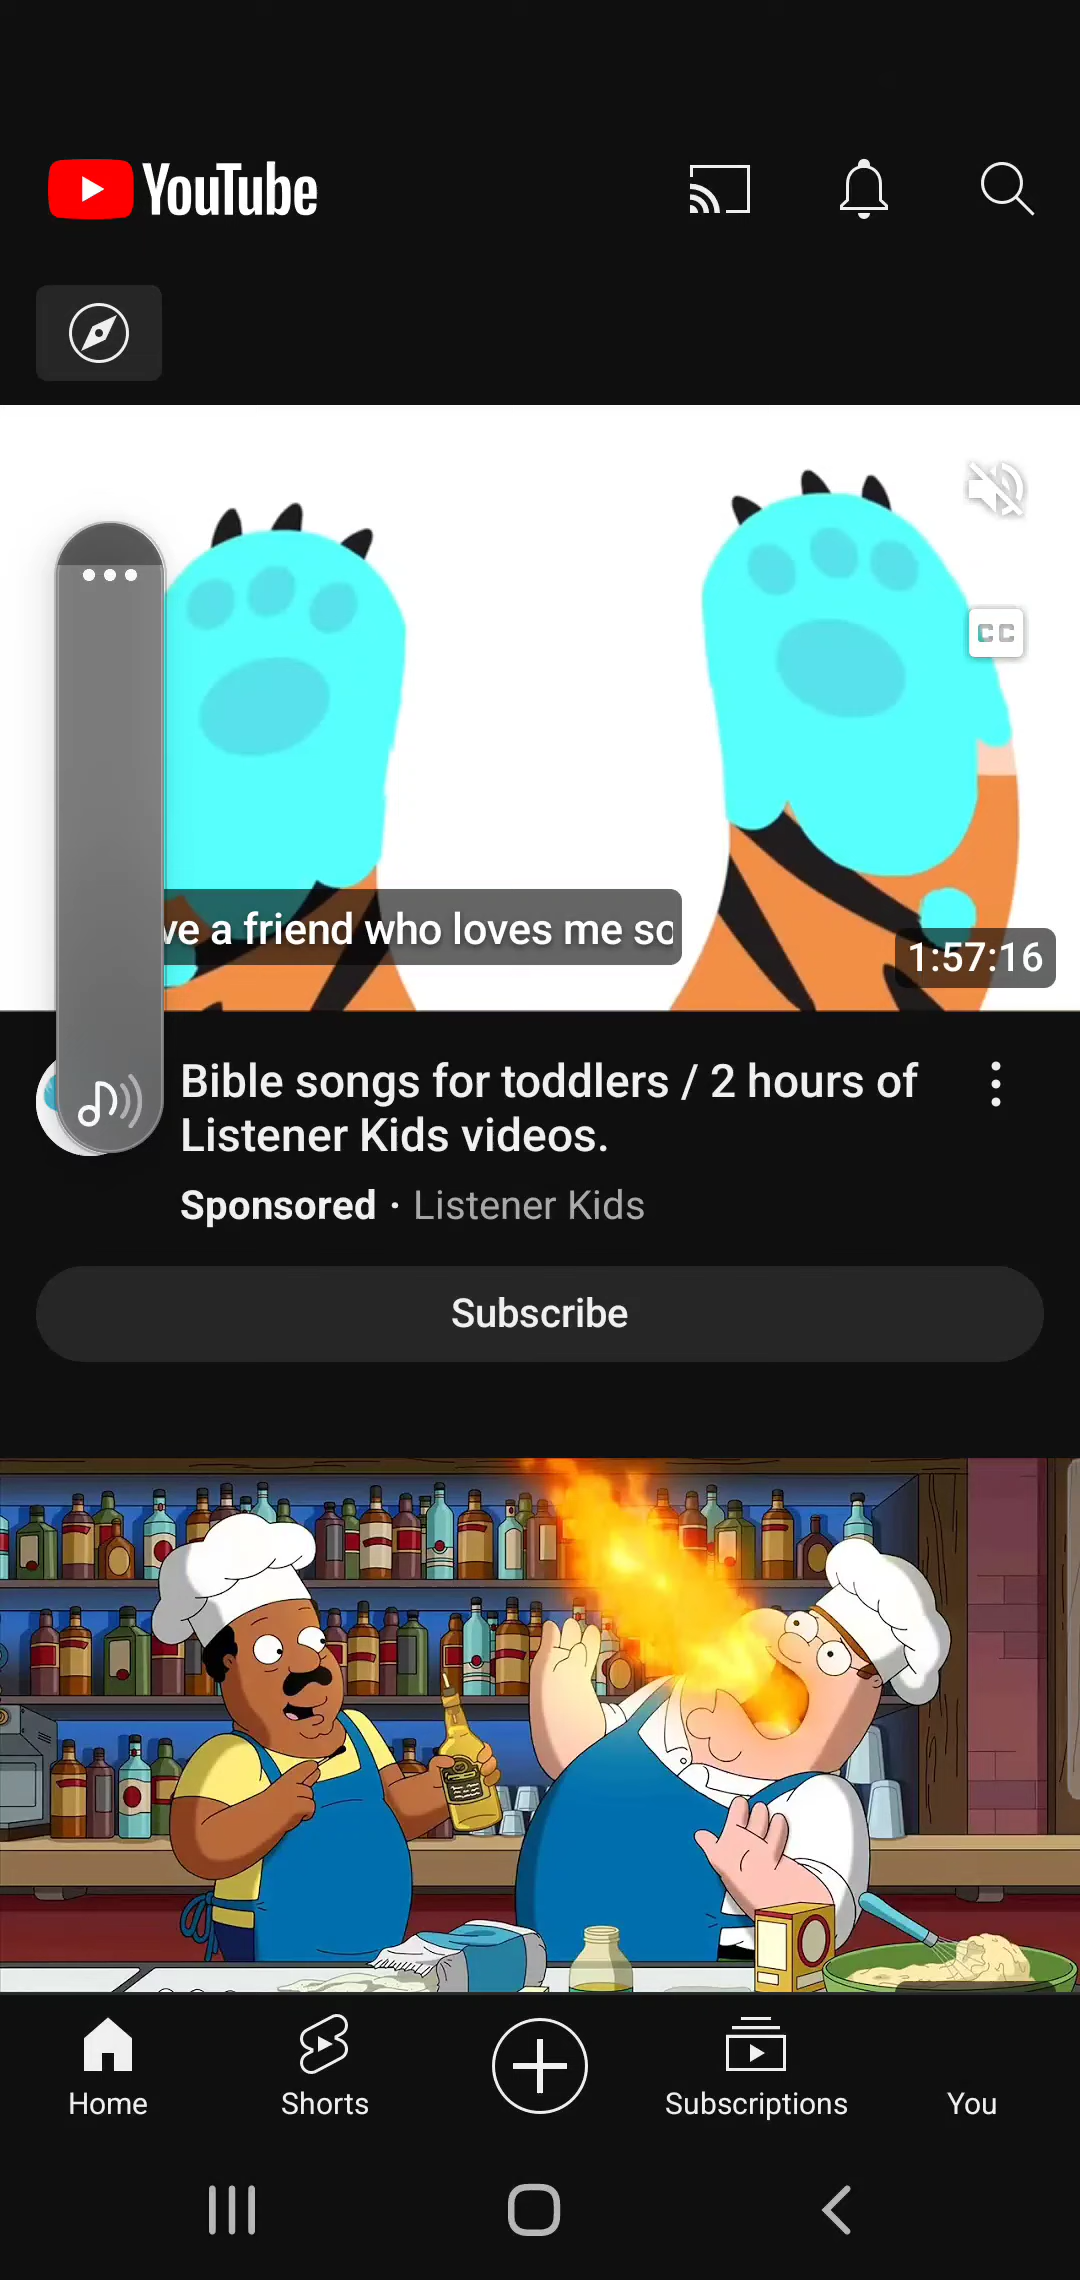 YouTube
CC
ve a friend who loves me so
1:57:16
Bible songs for toddlers / 2 hours of
Listener Kids videos.
Sponsored · Listener Kids
Subscribe
Home
Shorts
Subscriptions
You